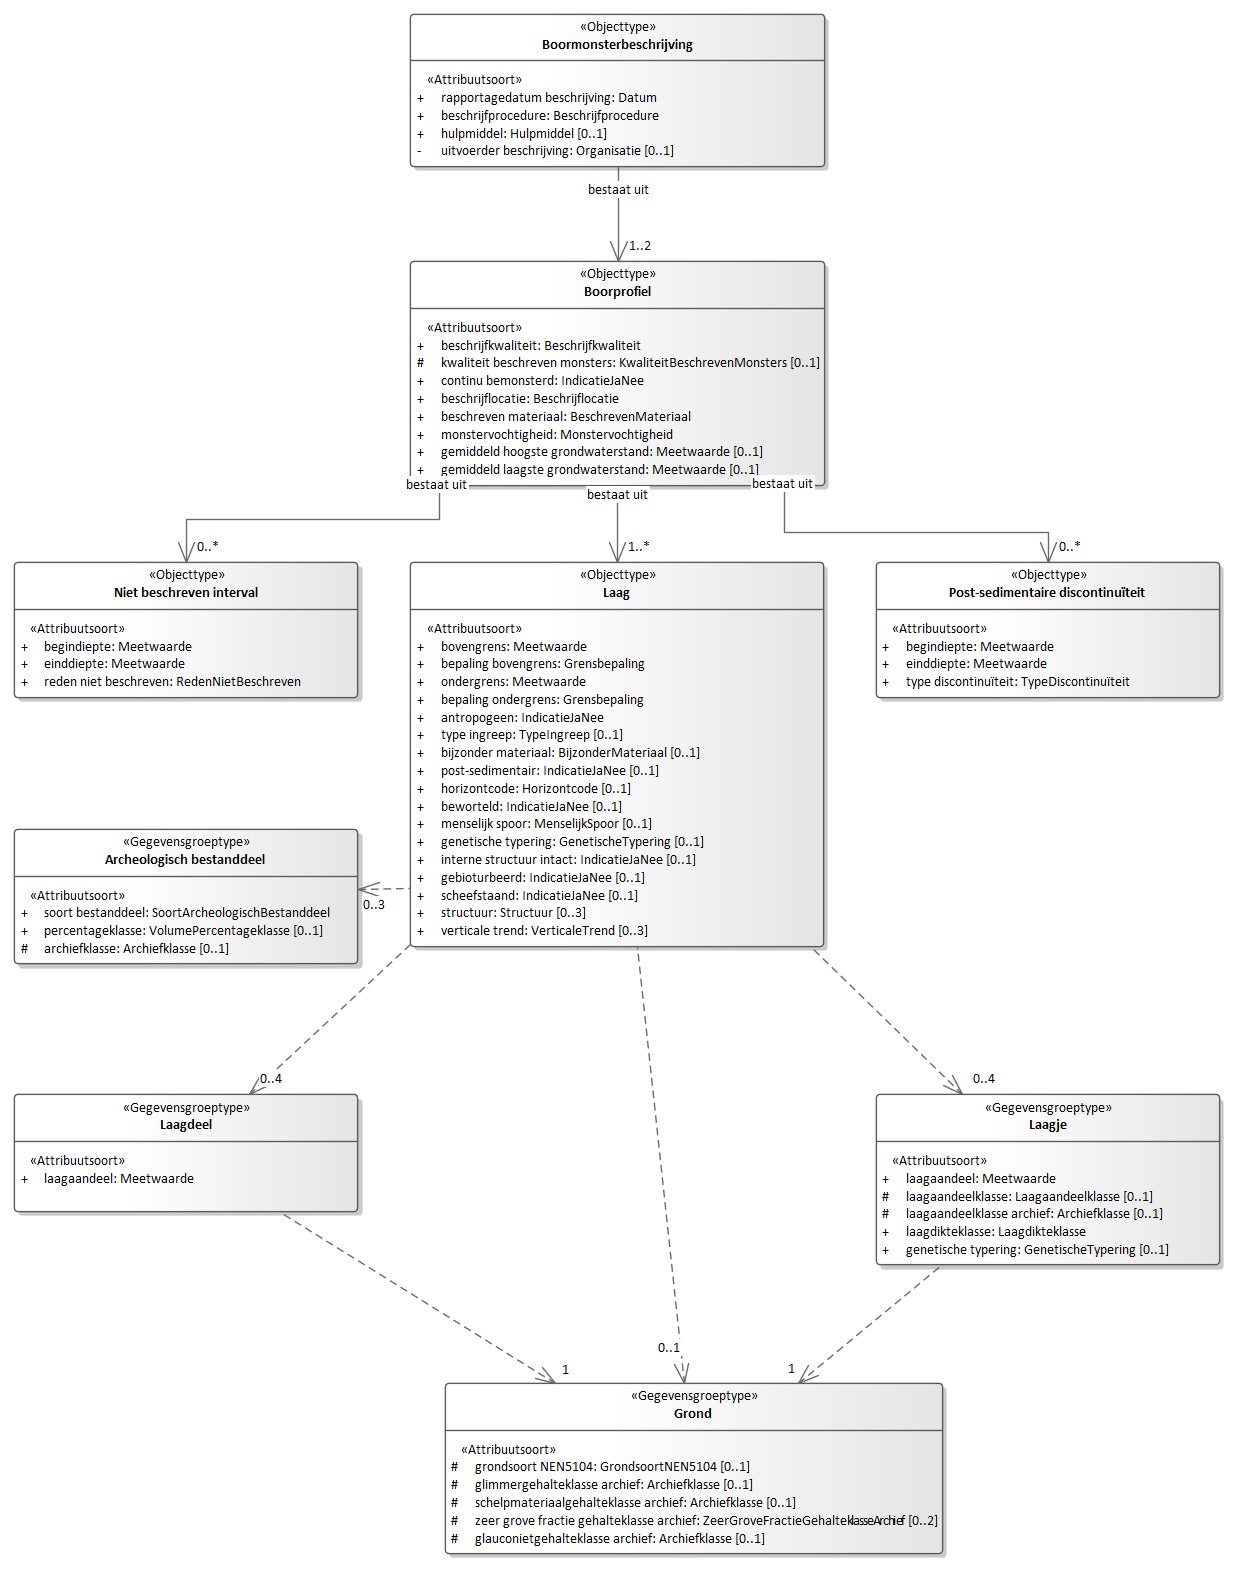 «Objecttype»
Boormonsterbeschrijving
«Attribuutsoort»
+ rapportagedatum beschrijving: Datum
+ beschrijfprocedure: Beschrijfprocedure
+ hulpmiddel: Hulpmiddel [0..1]
- uitvoerder beschrijving: Organisatie [0..1]
bestaat uit
1..2
«Objecttype»
Boorprofiel
«Attribuutsoort»
+ beschrijfkwaliteit: Beschrijfkwaliteit
# kwaliteit beschreven monsters: KwaliteitBeschrevenMonsters [0..1]
+ continu bemonsterd: IndicatieJaNee
+ beschrijflocatie: Beschrijflocatie
+ beschreven materiaal: BeschrevenMateriaal
+ monstervochtigheid: Monstervochtigheid
+ gemiddeld hoogste grondwaterstand: Meetwaarde [0..1]
+ gemiddeld laagste grondwaterstand: Meetwaarde [0..1]
bestaat uit
bestaat uit
bestaat uit
0..*
1..*
0..*
«Objecttype»
Niet beschreven interval
«Attribuutsoort»
+ begindiepte: Meetwaarde
+ einddiepte: Meetwaarde
+ reden niet beschreven: RedenNietBeschreven
«Objecttype»
Laag
«Attribuutsoort»
+ bovengrens: Meetwaarde
+ bepaling bovengrens: Grensbepaling
+ ondergrens: Meetwaarde
+ bepaling ondergrens: Grensbepaling
+ antropogeen: IndicatieJaNee
+ type ingreep: TypeIngreep [0..1]
+ bijzonder materiaal: BijzonderMateriaal [0..1]
+ post-sedimentair: IndicatieJaNee [0..1]
+ horizontcode: Horizontcode [0..1]
+ beworteld: IndicatieJaNee [0..1]
+ menselijk spoor: MenselijkSpoor [0..1]
+ genetische typering: GenetischeTypering [0..1]
+ interne structuur intact: IndicatieJaNee [0..1]
+ gebioturbeerd: IndicatieJaNee [0..1]
+ scheefstaand: IndicatieJaNee [0..1]
+ structuur: Structuur [0..3]
+ verticale trend: VerticaleTrend [0..3]
«Objecttype»
Post-sedimentaire discontinuïteit
«Attribuutsoort»
+ begindiepte: Meetwaarde
+ einddiepte: Meetwaarde
+ type discontinuïteit: TypeDiscontinuïteit
«Gegevensgroeptype»
Archeologisch bestanddeel
«Attribuutsoort»
+ soort bestanddeel: SoortArcheologischBestanddeel
+ percentageklasse: VolumePercentageklasse [0..1]
# archiefklasse: Archiefklasse [0..1]
0..3
0..4
0..4
«Gegevensgroeptype»
Laagdeel
«Attribuutsoort»
+ laagaandeel: Meetwaarde
«Gegevensgroeptype»
Laagje
«Attribuutsoort»
+ laagaandeel: Meetwaarde
# laagaandeelklasse: Laagaandeelklasse [0..1]
# laagaandeelklasse archief: Archiefklasse [0..1]
+ laagdikteklasse: Laagdikteklasse
+ genetische typering: GenetischeTypering [0..1]
1
0..1
1
«Gegevensgroeptype»
Grond
«Attribuutsoort»
# grondsoort NEN5104: GrondsoortNEN5104 [0..1]
# glimmergehalteklasse archief: Archiefklasse [0..1]
# schelpmateriaalgehalteklasse archief: Archiefklasse [0..1]
# zeer grove fractie gehalteklasse archief: ZeerGroveFractieGehalteklasseArchief [0..2]
# glauconietgehalteklasse archief: Archiefklasse [0..1]